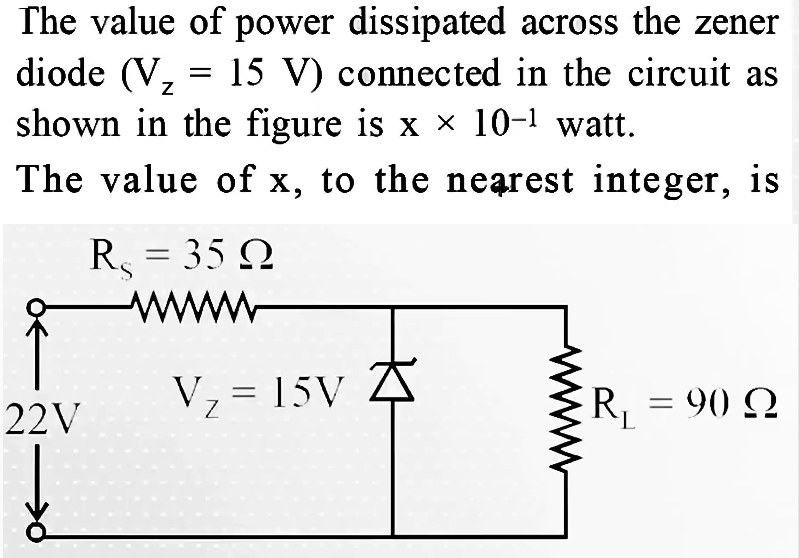 The value of power dissipated across the zener
diode (V_z = 15 V) connected in the circuit as
shown in the figure is x × 10⁻¹ watt.
The value of x, to the nearest integer, is
R_S = 35 Ω
V_Z = 15V
22V
R_L = 90 Ω